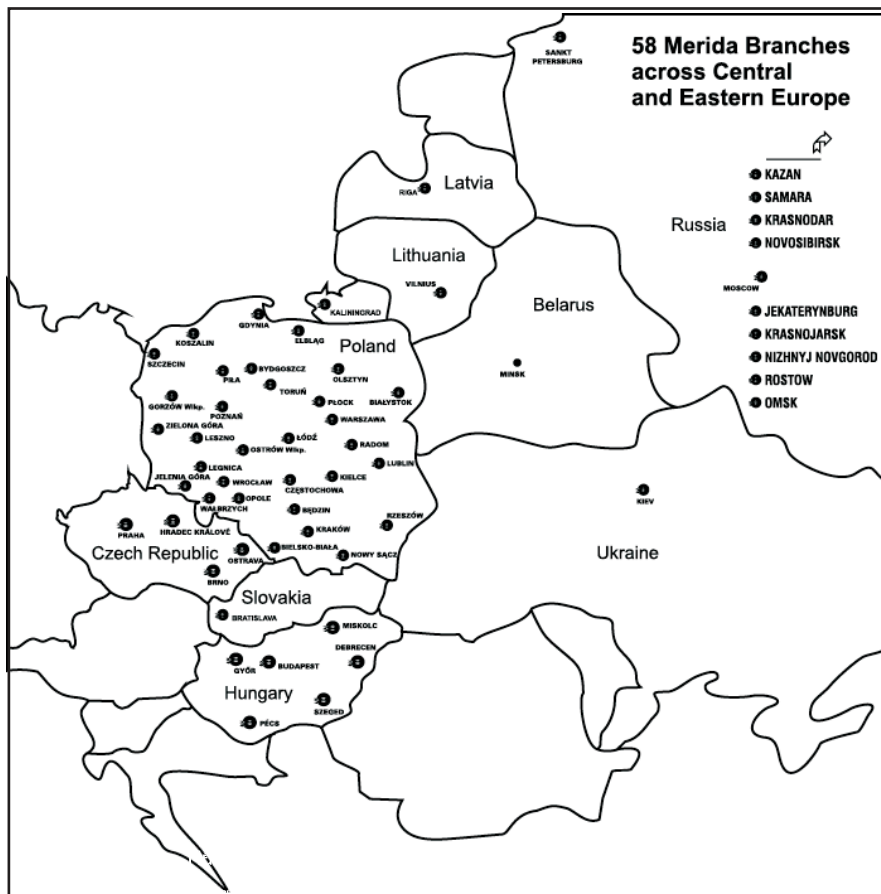 58 Merida Branches
across Central
and Eastern Europe
SANKT
PETERSBURG
KAZAN
SAMARA
KRASNODAR
NOVOSIBIRSK
Russia
MOSCOW
JEKATERYNBURG
KRASNOJARSK
NIZHNYJ NOVGOROD
ROSTOW
OMSK
RIGA
Latvia
Lithuania
VILNIUS
Belarus
MINSK
KALININGRAD
GDYNIA
KOSZALIN
ELBLĄG
Poland
SZCZECIN
PIŁA
BYDGOSZCZ
TORUŃ
OLSZTYN
GORZÓW Wlkp.
POZNAŃ
PŁOCK
BIAŁYSTOK
WARSZAWA
ZIELONA GÓRA
LESZNO
ŁÓDŹ
OSTRÓW Wlkp.
RADOM
LUBLIN
LEGNICA
JELENIA GÓRA
WROCŁAW
CZĘSTOCHOWA
KIELCE
WAŁBRZYCH
OPOLE
BĘDZIN
RZESZÓW
KRAKÓW
BIELSKO-BIAŁA
NOWY SĄCZ
KIEV
Ukraine
PRAHA
HRADEC KRÁLOVÉ
Czech Republic
OSTRAVA
BRNO
Slovakia
BRATISLAVA
MISKOLC
DEBRECEN
GYŐR
BUDAPEST
Hungary
SZEGED
PÉCS